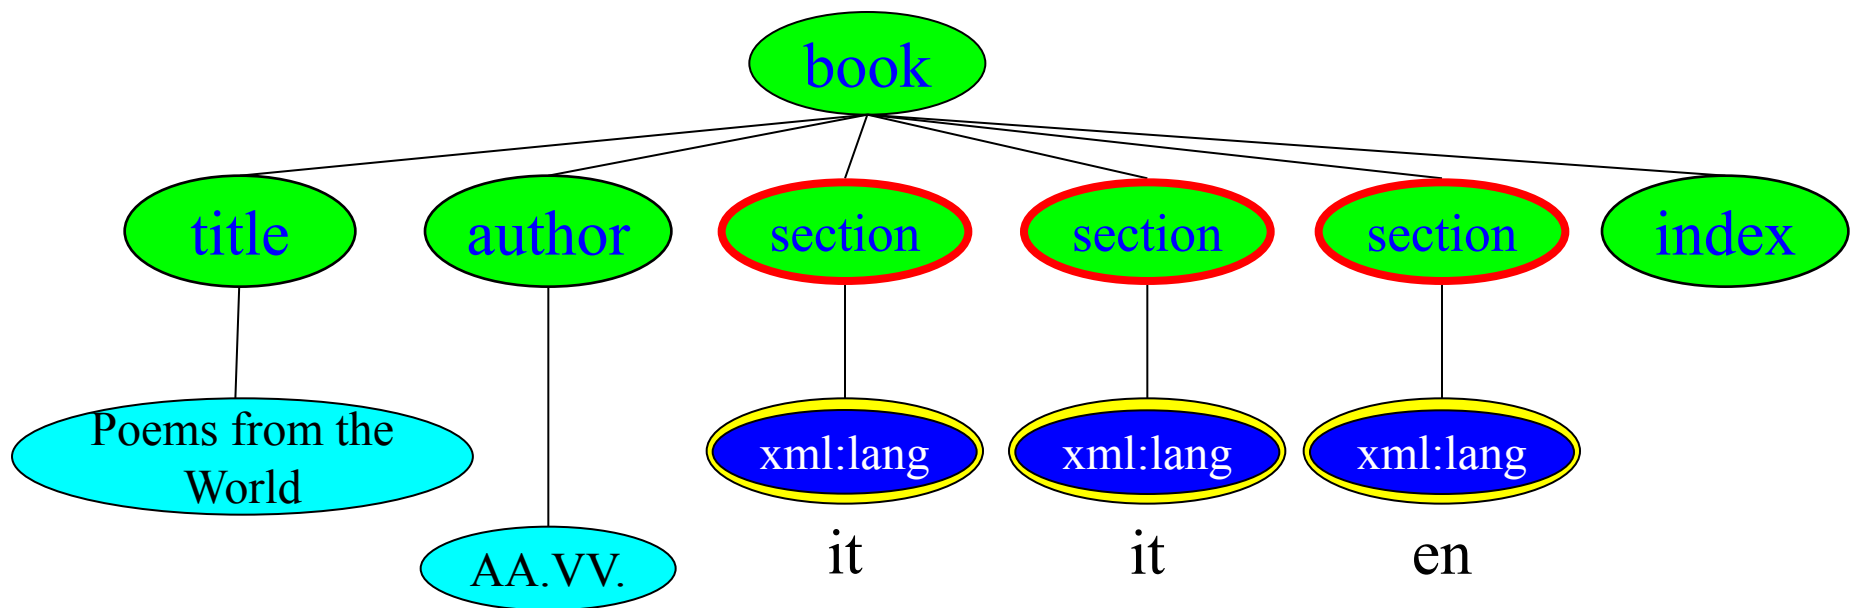 book
title
author
section
section
section
index
Poems from the
World
xml:lang
xml:lang
xml:lang
it
it
en
AA.VV.